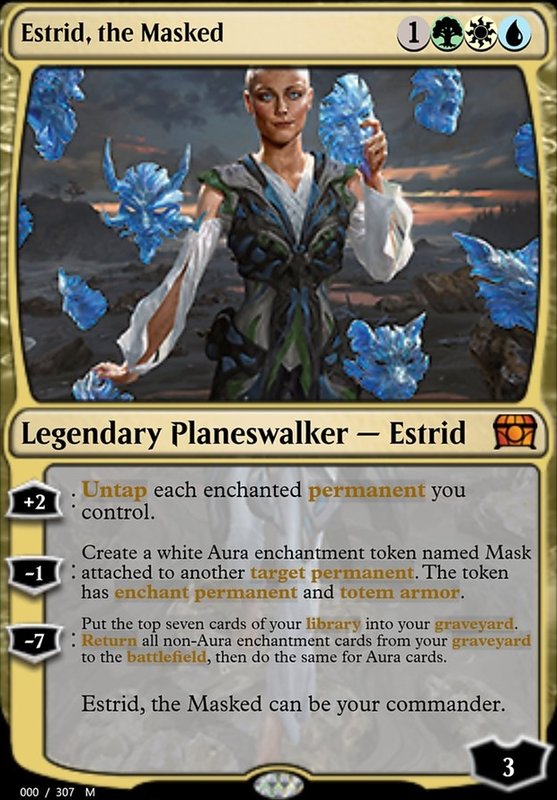 Estrid, the Masked 1
Legendary Planeswalker — Estrid
+2 : Untap each enchanted permanent you
control.
Create a white Aura enchantment token named Mask
-1 : attached to another target permanent. The token
has enchant permanent and totem armor.
Put the top seven cards of your library into your graveyard.
-7 : Return all non-Aura enchantment cards from your graveyard
to the battlefield, then do the same for Aura cards.
Estrid, the Masked can be your commander.
3
000 / 307 M